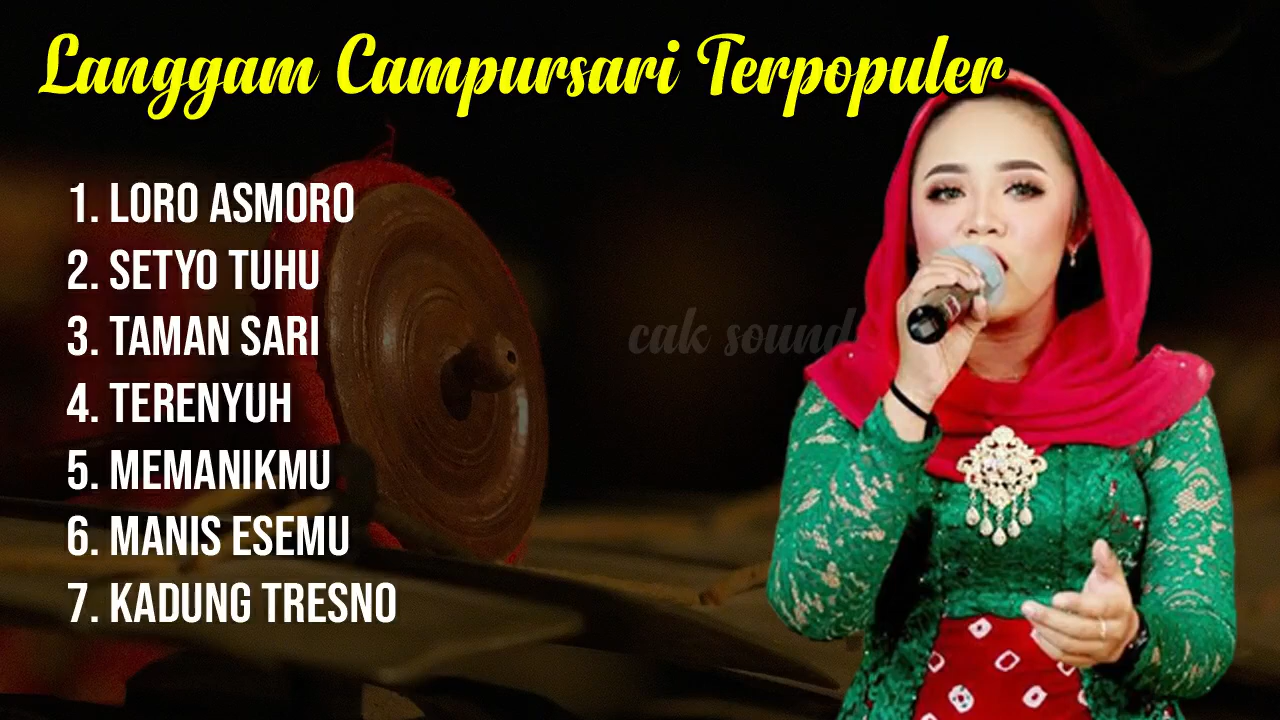 Langgam Campursari Terpopuler
1. LORO ASMORO
2. SETYO TUHU
3. TAMAN SARI
4. TERENYUH
5. MEMANIKMU
6. MANIS ESEMU
7. KADUNG TRESNO
cak sound